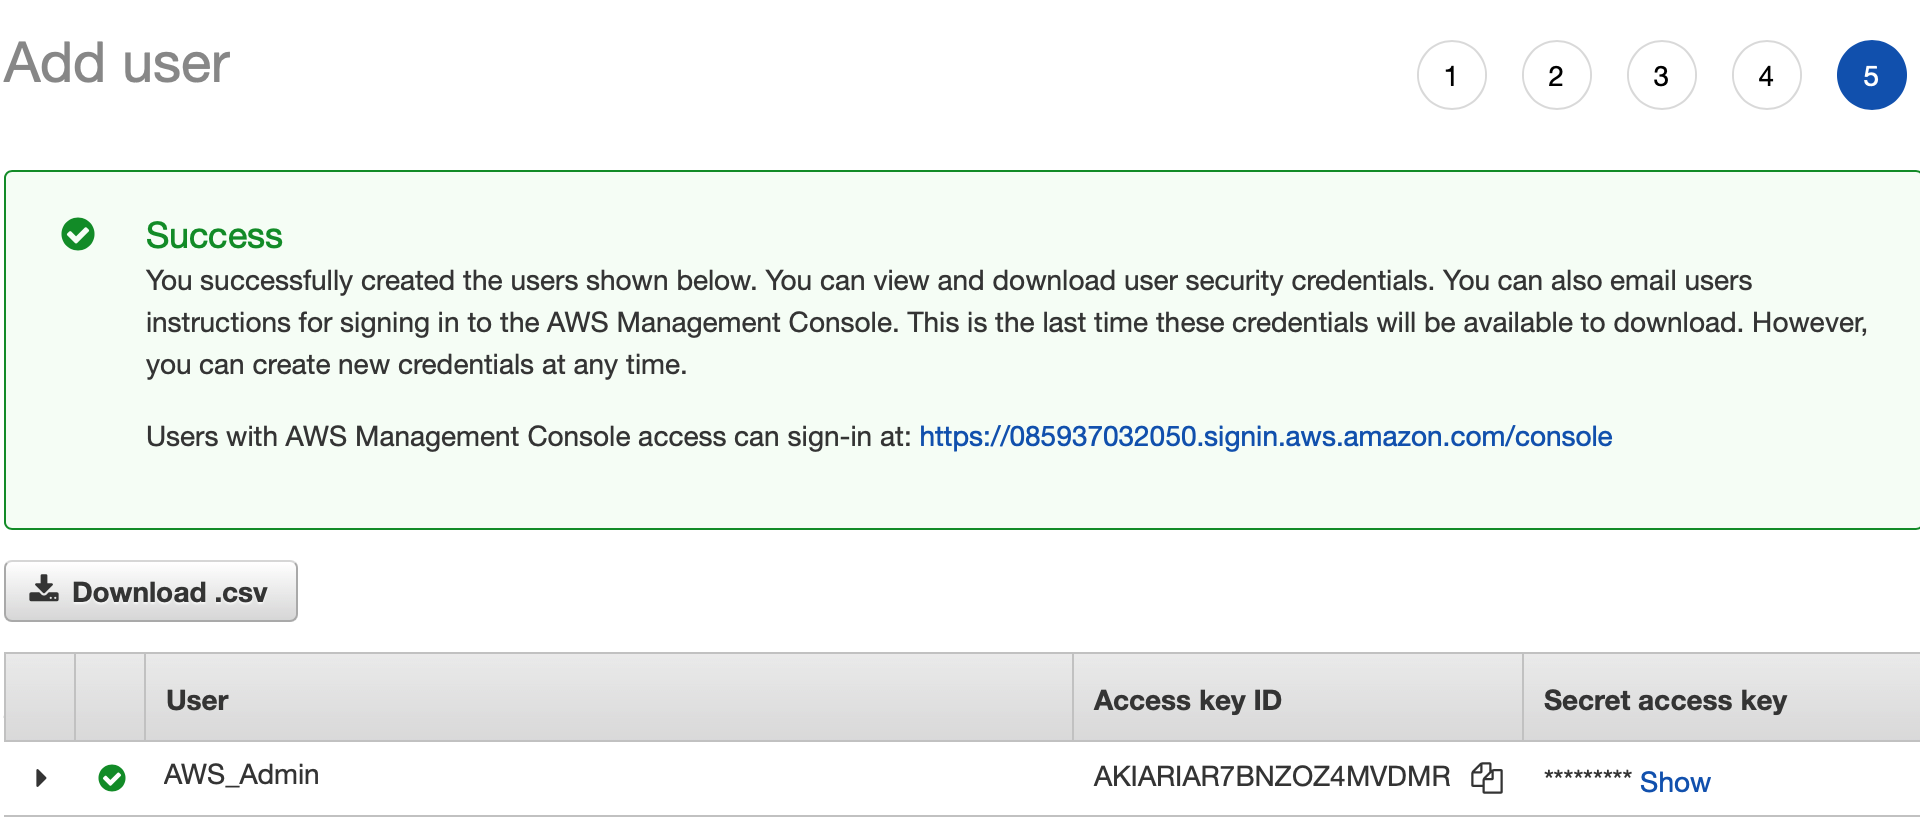 Add user
1 2 3 4 5
Success
You successfully created the users shown below. You can view and download user security credentials. You can also email users
instructions for signing in to the AWS Management Console. This is the last time these credentials will be available to download. However,
you can create new credentials at any time.
Users with AWS Management Console access can sign-in at: https://085937032050.signin.aws.amazon.com/console
Download .csv
User Access key ID Secret access key
AWS_Admin AKIARIAR7BNZOZ4MVDMR ********* Show